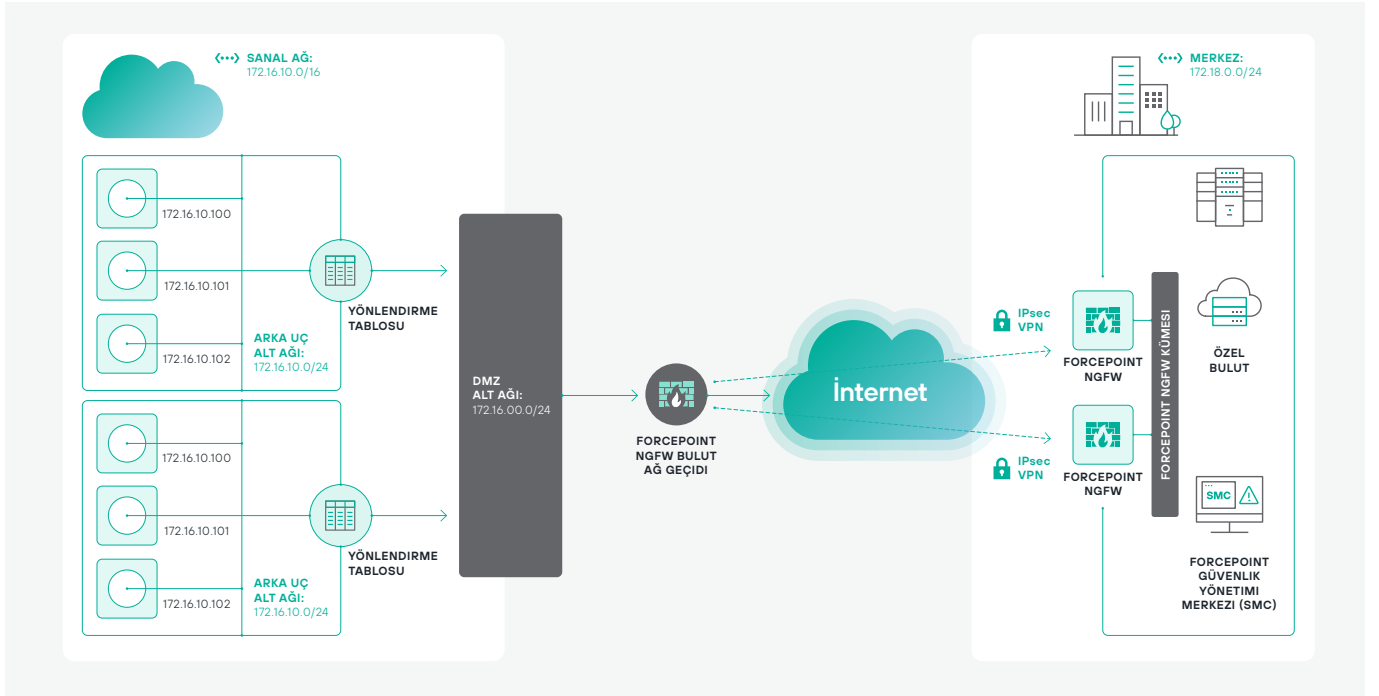 SANAL AĞ:
172.16.10.0/16
172.16.10.100
172.16.10.101
172.16.10.102
ARKA UÇ
ALT AĞI:
172.16.10.0/24
YÖNLENDIRME
TABLOSU
172.16.10.100
172.16.10.101
172.16.10.102
ARKA UÇ
ALT AĞI:
172.16.10.0/24
YÖNLENDIRME
TABLOSU
DMZ
ALT AĞI:
172.16.00.0/24
FORCEPOINT
NGFW BULUT
AĞ GEÇIDI
İnternet
IPsec
VPN
IPsec
VPN
MERKEZ:
172.18.0.0/24
FORCEPOINT
NGFW
FORCEPOINT
NGFW
FORCEPOINT NGFW KÜMESI
ÖZEL
BULUT
SMC
FORCEPOINT
GÜVENLIK
YÖNETIMI
MERKEZI (SMC)